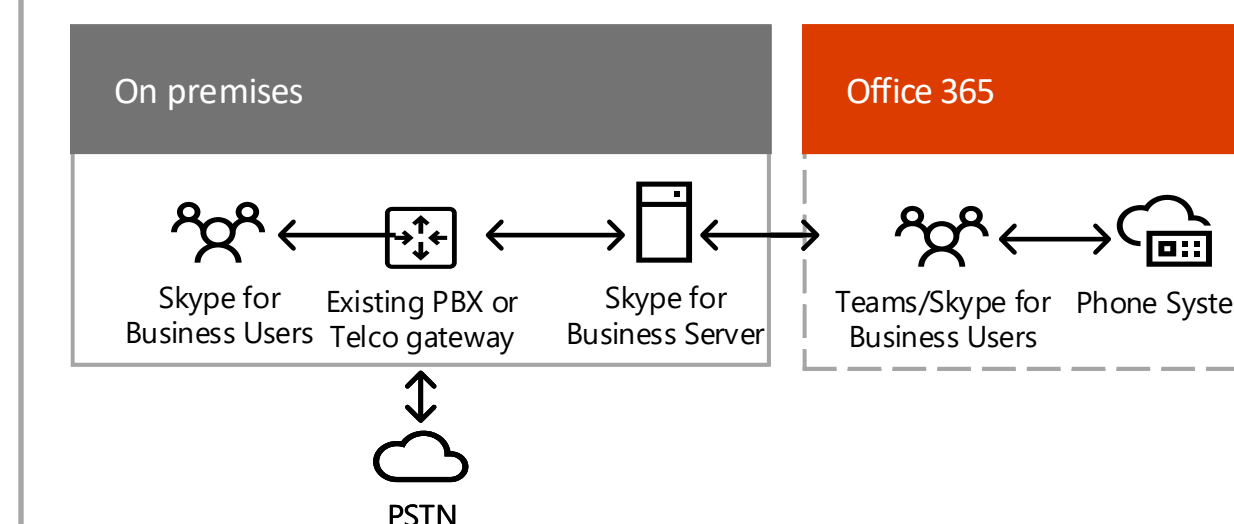 On premises
Office 365
Skype for
Business Users
Existing PBX or
Telco gateway
Skype for
Business Server
Teams/Skype for
Business Users
Phone Syste
PSTN